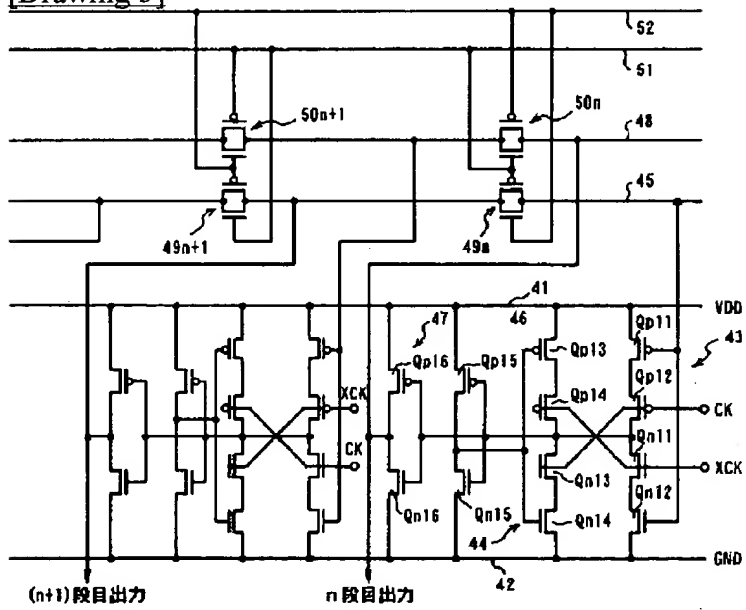 [Drawing 5]
52
51
50n+1
50n
48
45
49n+1
49n
41
VDD
46
47
Qp11
43
Qp16
Qp15
Qp13
Qp12
XCK
Qp14
CK
CK
Qn11
XCK
Qn13
Qn12
Qn16
Qn15
Qn14
44
GND
42
(n+1)段目出力
n段目出力